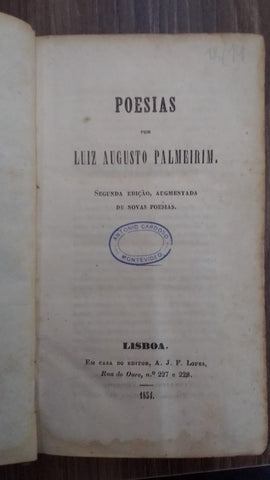 POESIAS
POR
LUIZ AUGUSTO PALMEIRIM.
SEGUNDA EDIÇÃO, AUGMENTADA
DE NOVAS POESIAS.
ANTONIO CARDOSO
MONTEVIDEO
LISBOA.
EM CASA DO EDITOR, A. J. F. LOPES,
Rua do Ouro, n.º 227 e 228.
1854.